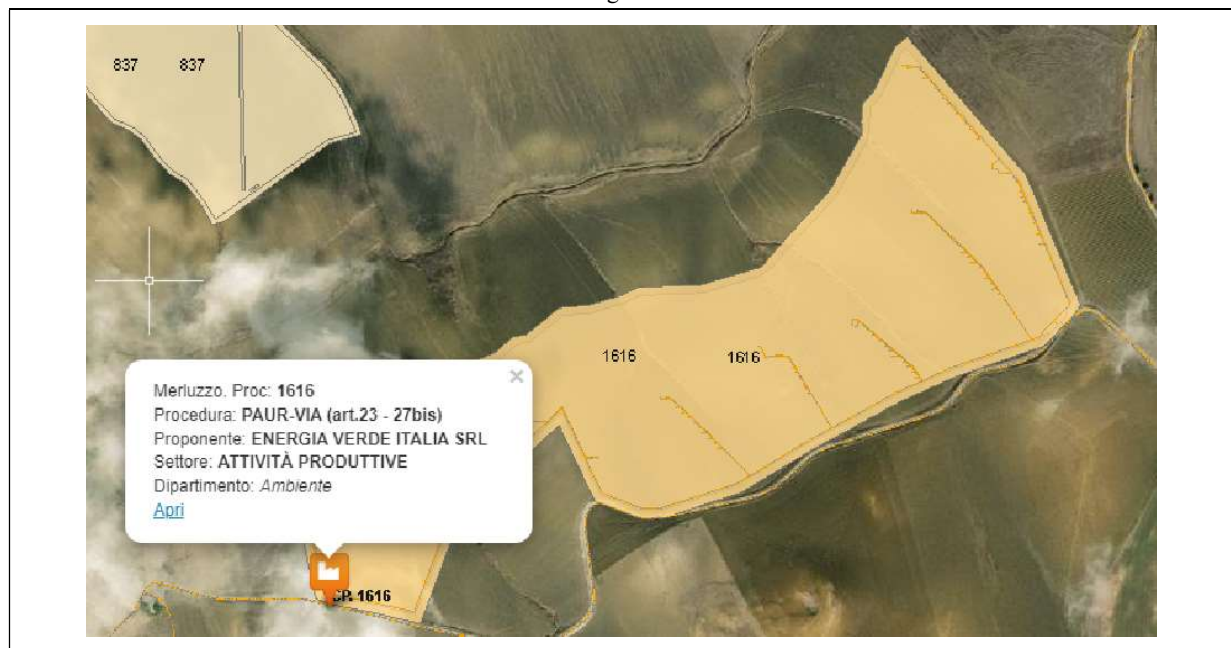 837 837
1616 1616
×
Merluzzo. Proc: 1616
Procedura: PAUR-VIA (art.23 - 27bis)
Proponente: ENERGIA VERDE ITALIA SRL
Settore: ATTIVITÀ PRODUTTIVE
Dipartimento: Ambiente
Apri
1616